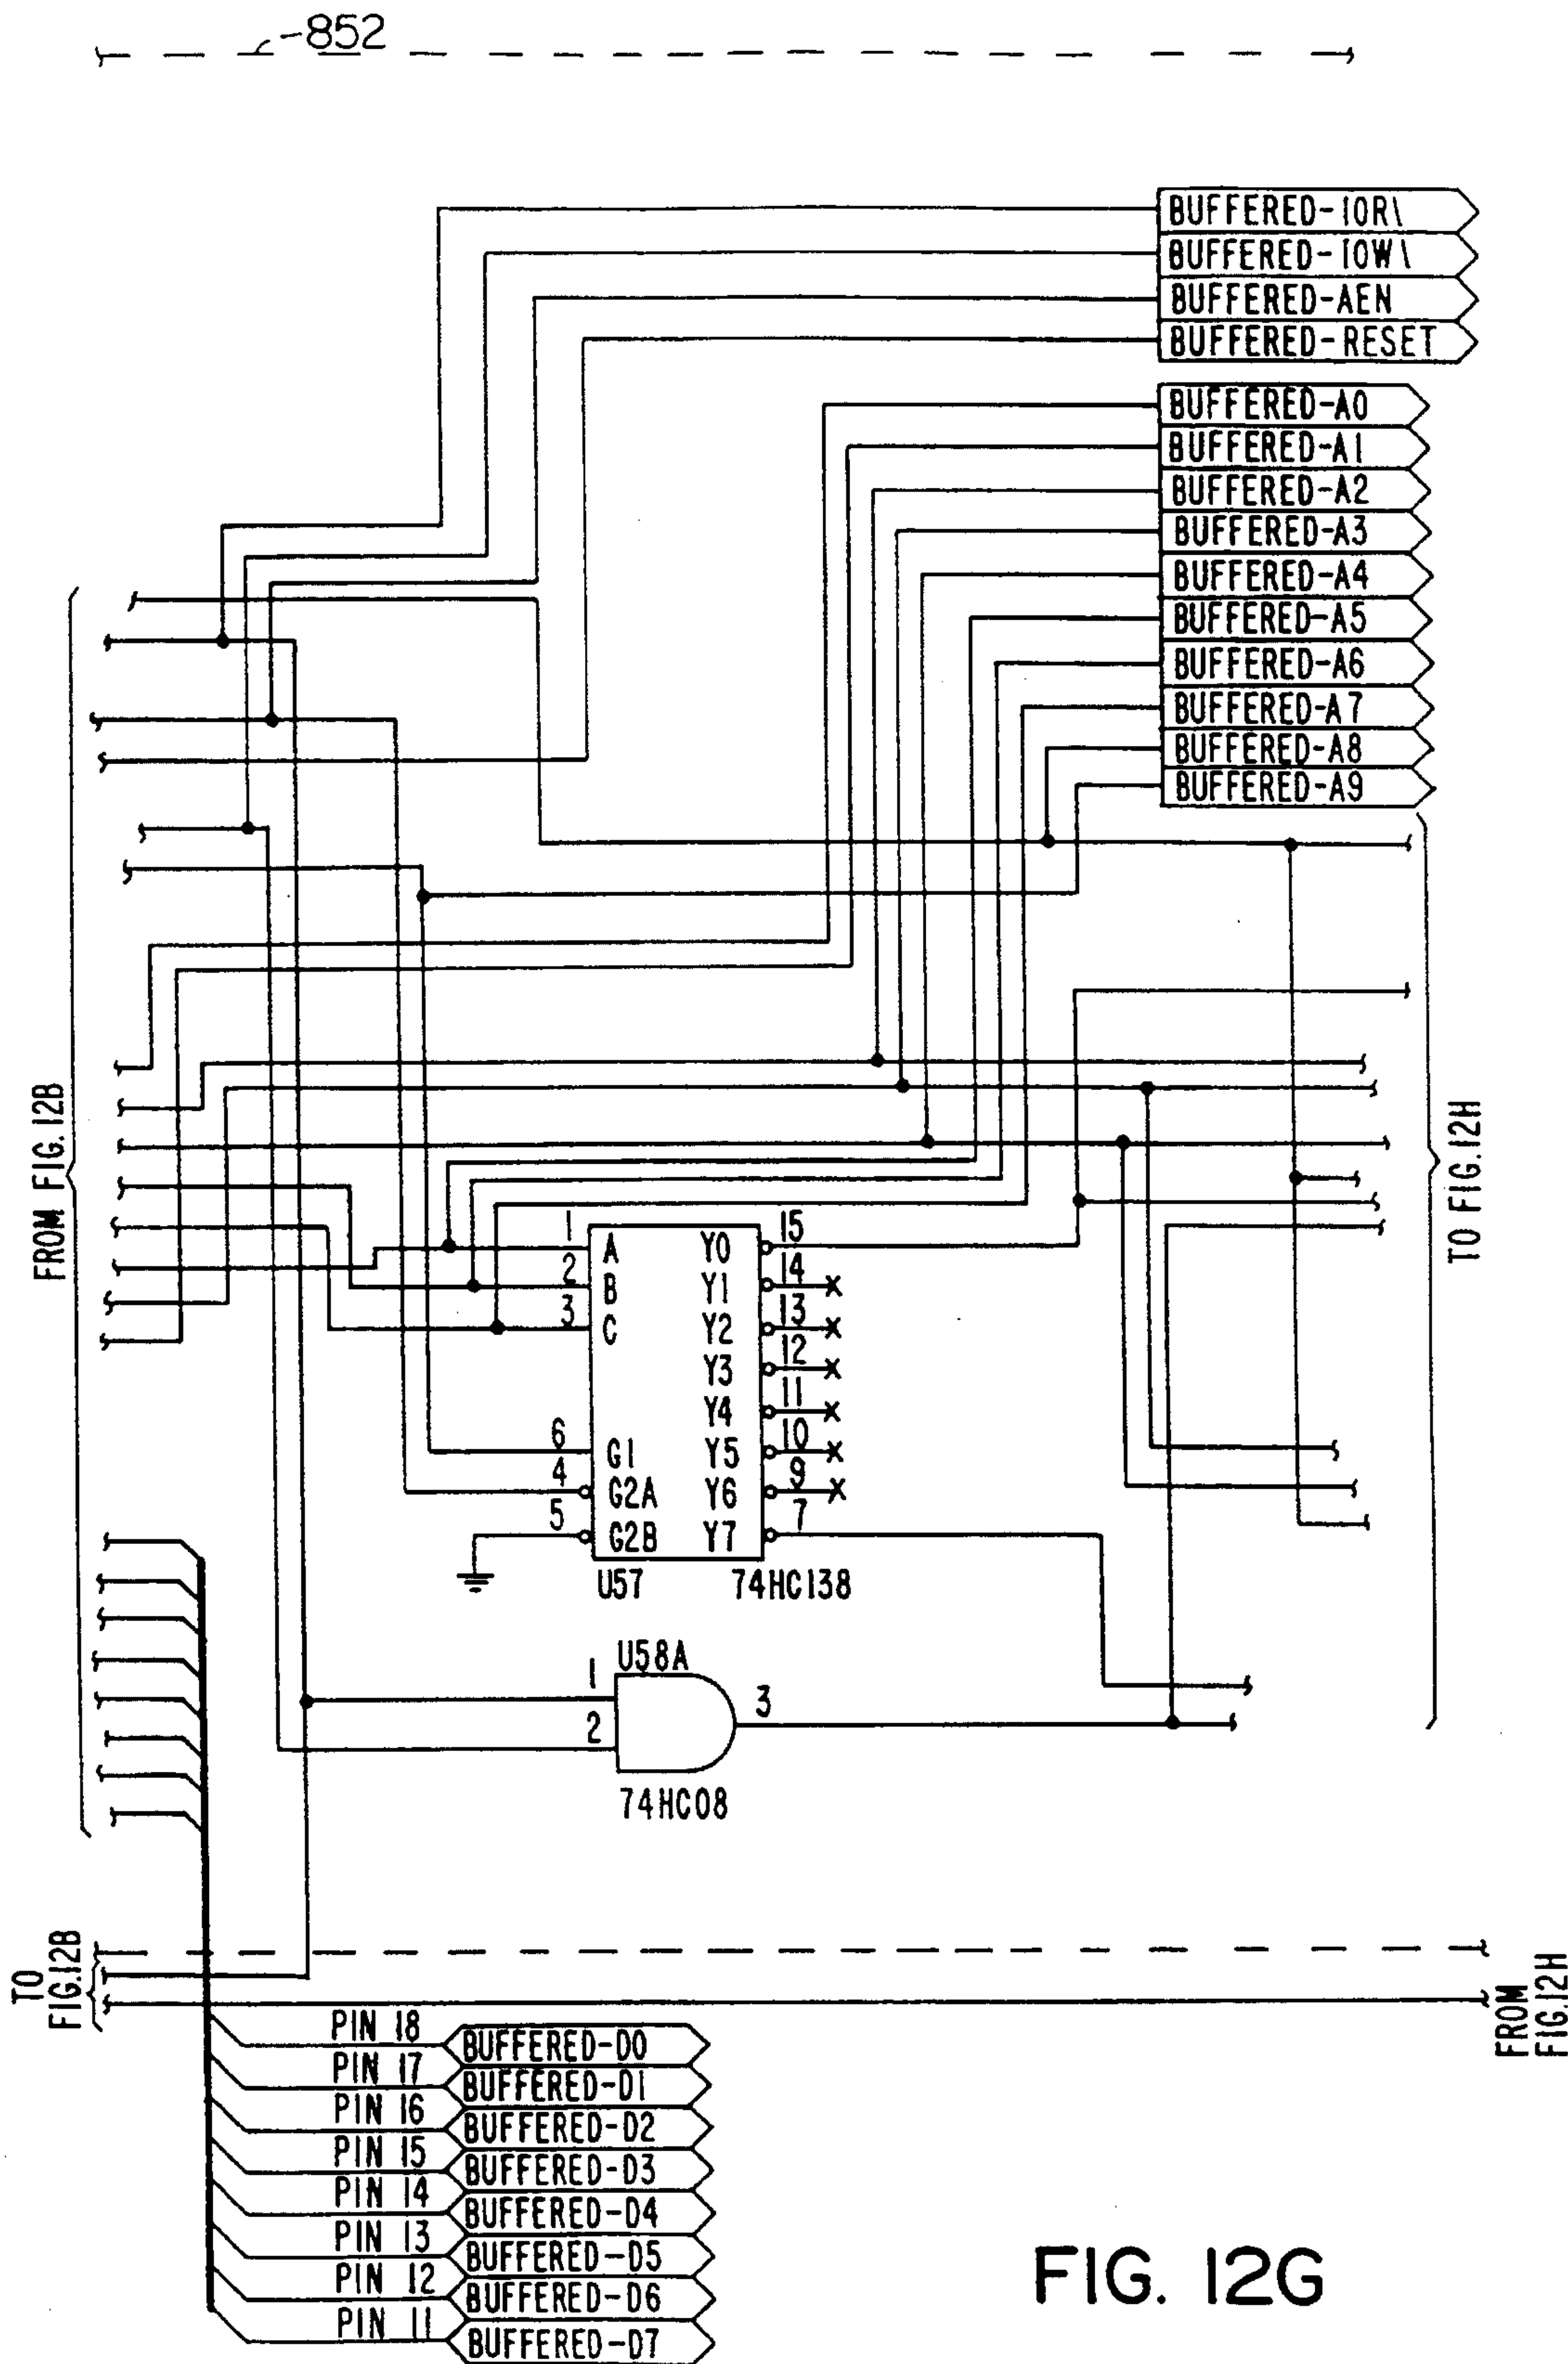 852
BUFFERED-IOR\
BUFFERED-IOW\
BUFFERED-AEN
BUFFERED-RESET
BUFFERED-A0
BUFFERED-A1
BUFFERED-A2
BUFFERED-A3
BUFFERED-A4
BUFFERED-A5
BUFFERED-A6
BUFFERED-A7
BUFFERED-A8
BUFFERED-A9
FROM FIG. 12B
TO FIG. 12H
1 A Y0 15
2 B Y1 14
3 C Y2 13
Y3 12
Y4 11
6 G1 Y5 10
4 G2A Y6 9
5 G2B Y7 7
U57 74HC138
U58A
1
2
3
74HC08
TO
FIG.12B
FROM
FIG.12H
PIN 18 BUFFERED-D0
PIN 17 BUFFERED-D1
PIN 16 BUFFERED-D2
PIN 15 BUFFERED-D3
PIN 14 BUFFERED-D4
PIN 13 BUFFERED-D5
PIN 12 BUFFERED-D6
PIN 11 BUFFERED-D7
FIG. 12G